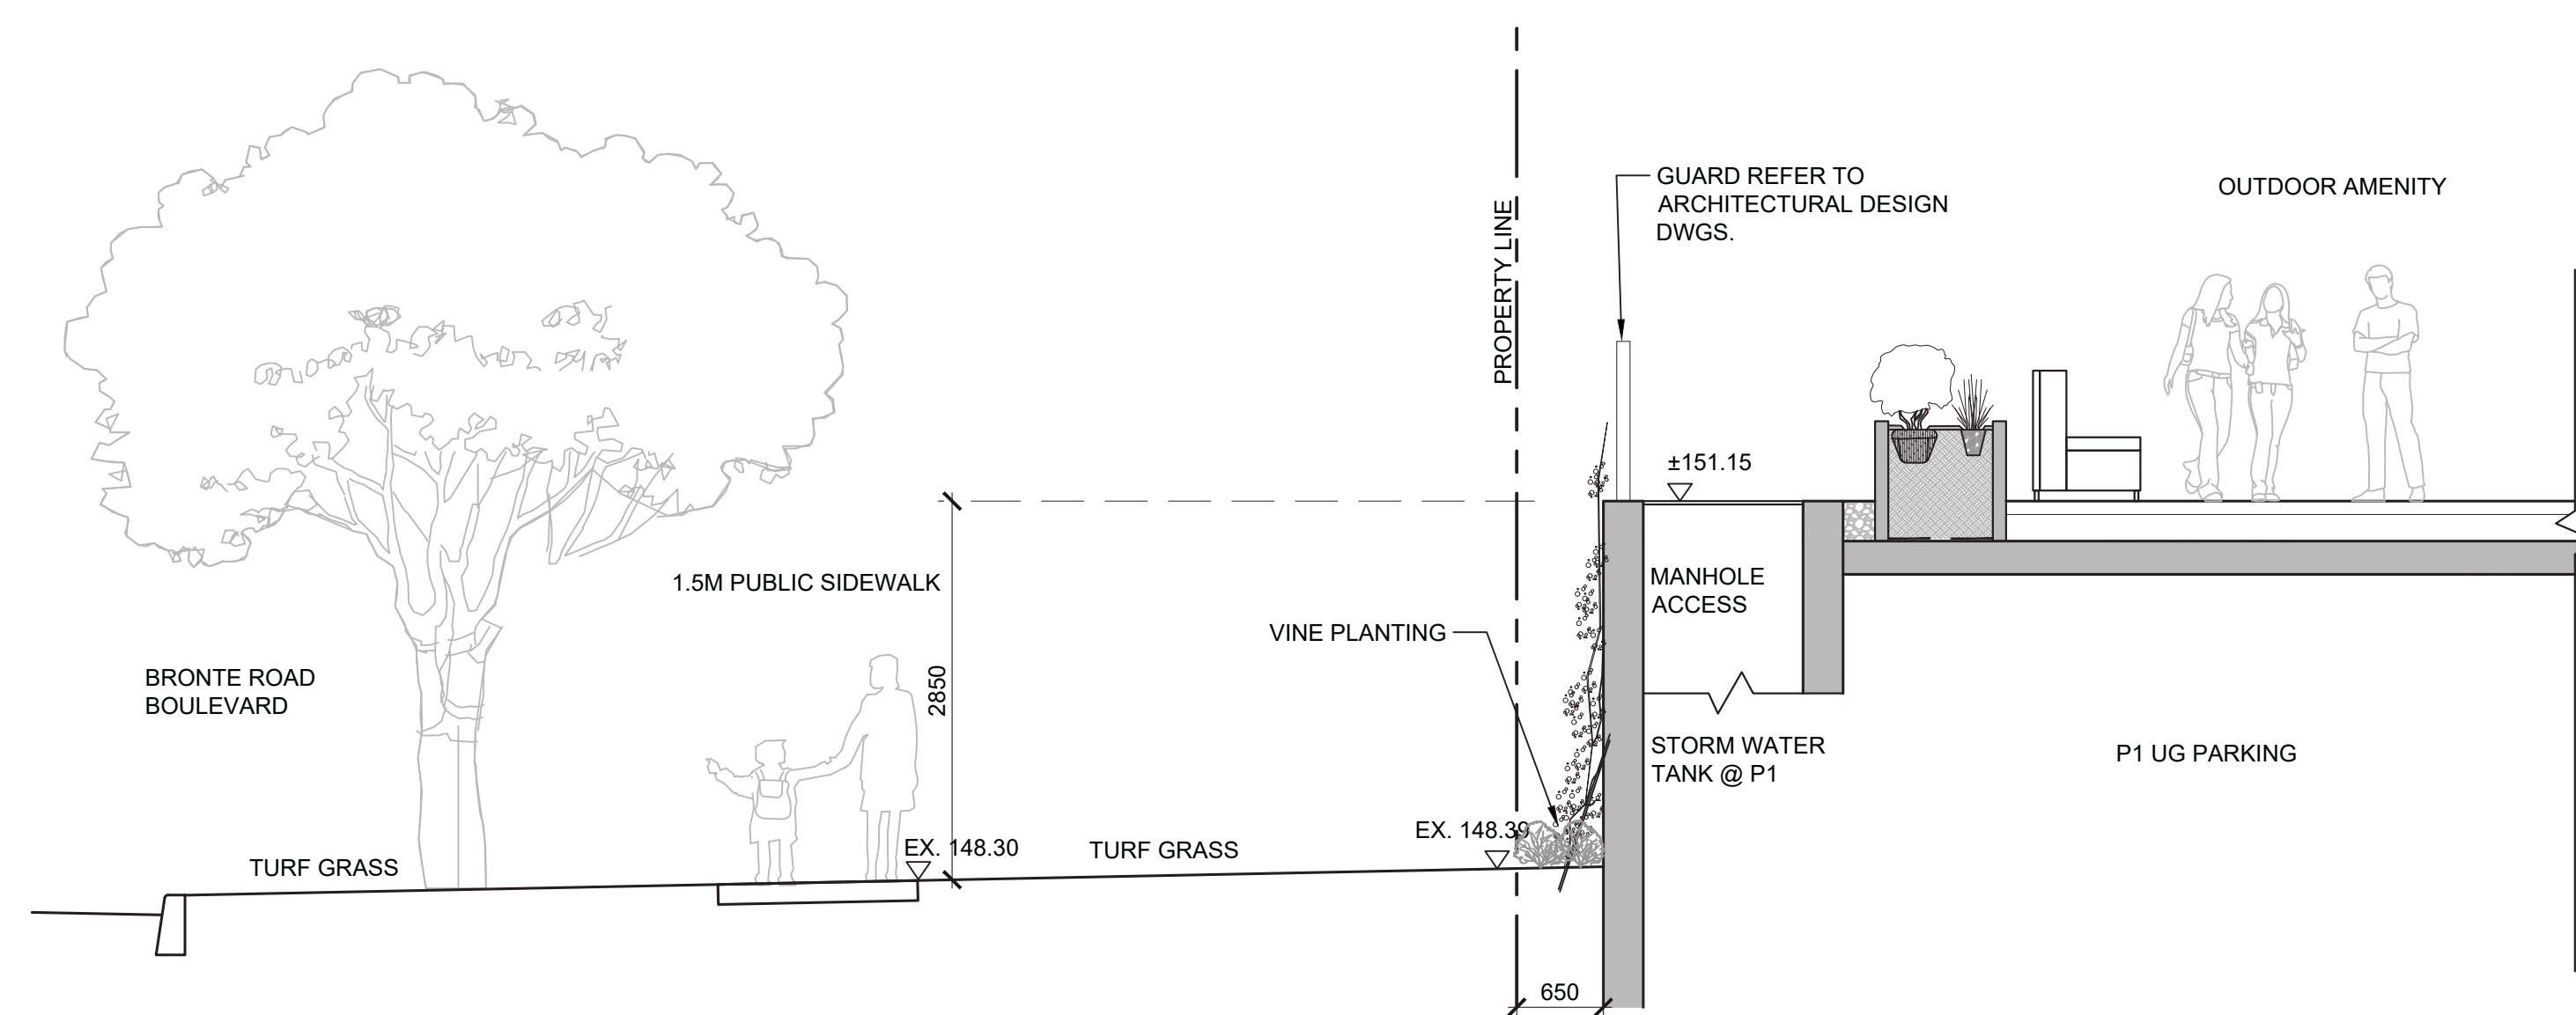 GUARD REFER TO
ARCHITECTURAL DESIGN
DWGS.
OUTDOOR AMENITY
PROPERTY LINE
±151.15
1.5M PUBLIC SIDEWALK
MANHOLE
ACCESS
VINE PLANTING
BRONTE ROAD
BOULEVARD
2850
STORM WATER
TANK @ P1
P1 UG PARKING
EX. 148.39
EX. 148.30
TURF GRASS
TURF GRASS
650